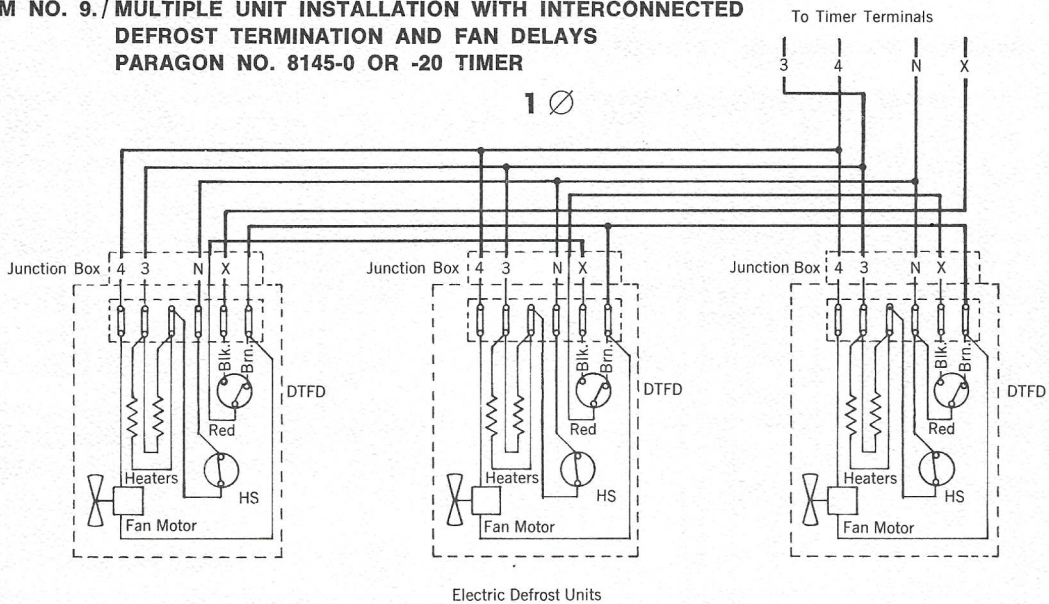 M NO. 9./ MULTIPLE UNIT INSTALLATION WITH INTERCONNECTED
DEFROST TERMINATION AND FAN DELAYS
PARAGON NO. 8145-0 OR -20 TIMER
To Timer Terminals
3 4 N X
1 Ø
Junction Box 4 3 N X
Junction Box 4 3 N X
Junction Box 4 3 N X
Blk. Brn.
Blk. Brn.
Blk. Brn.
DTFD
DTFD
DTFD
Red
Red
Red
Heaters
Heaters
Heaters
HS
HS
HS
Fan Motor
Fan Motor
Fan Motor
Electric Defrost Units